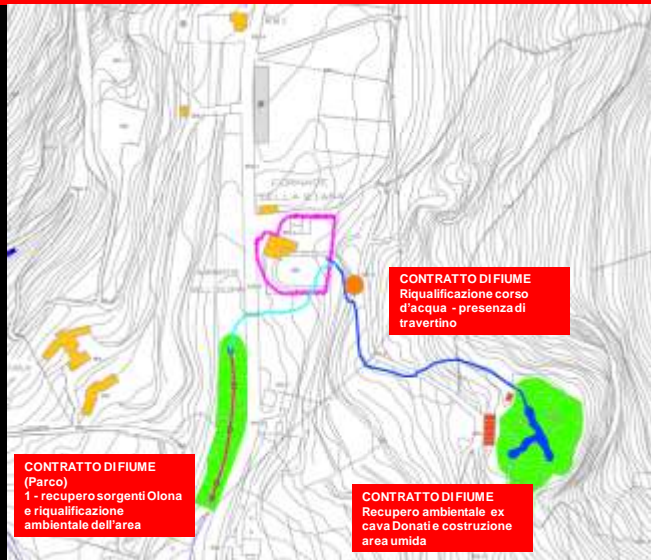 CONTRATTO DI FIUME
Riqualificazione corso
d'acqua - presenza di
travertino
CONTRATTO DI FIUME
(Parco)
1 - recupero sorgenti Olona
e riqualificazione
ambientale dell'area
CONTRATTO DI FIUME
Recupero ambientale ex
cava Donati e costruzione
area umida